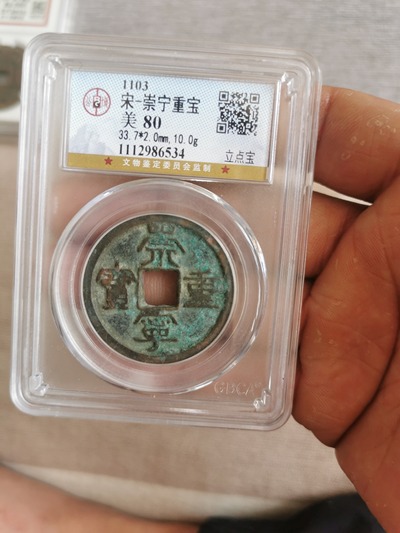 1103
宋-崇宁重宝
美 80
33.7*2.0mm,10.0g
1112986534
立点宝
★ 文物鉴定委员会监制 ★
崇
寶 重
寧
GBCA